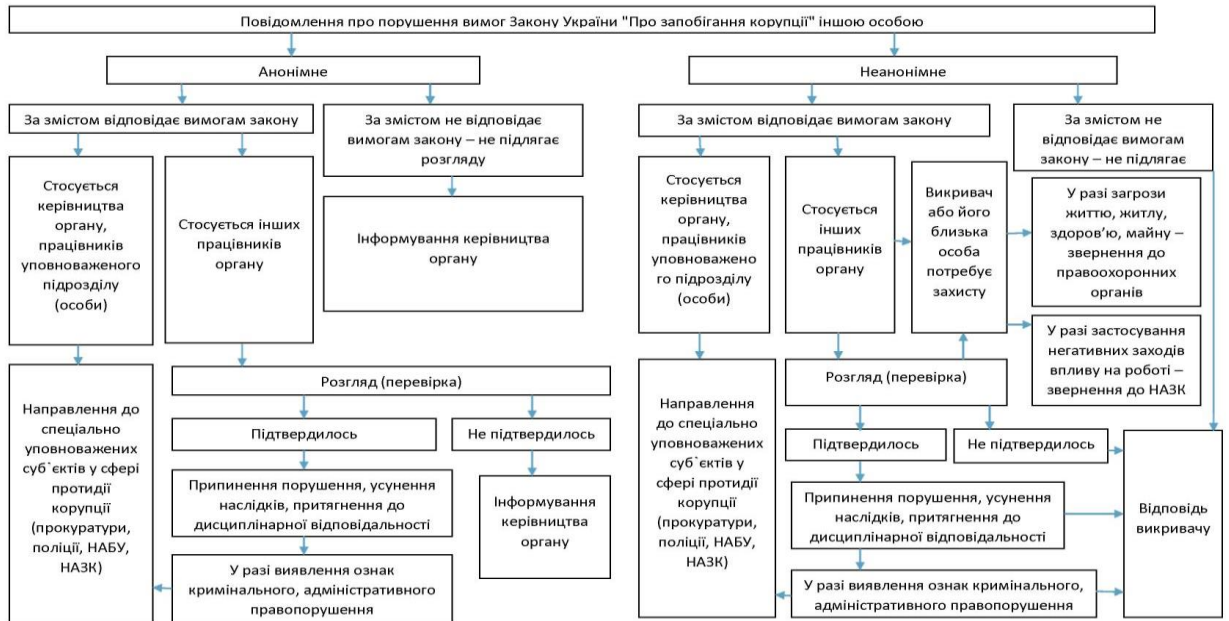 Повідомлення про порушення вимог Закону України "Про запобігання корупції" іншою особою
Анонімне
За змістом відповідає вимогам закону
За змістом не відповідає
вимогам закону – не підлягає
розгляду
Стосується
керівництва
органу,
працівників
уповноваженого
підрозділу
(особи)
Стосується інших
працівників
органу
Інформування керівництва
органу
Направлення до
спеціально
уповноважених
суб`єктів у сфері
протидії
корупції
(прокуратури,
поліції, НАБУ,
НАЗК)
Розгляд (перевірка)
Підтвердилось
Не підтвердилось
Припинення порушення, усунення
наслідків, притягнення до
дисциплінарної відповідальності
Інформування
керівництва
органу
У разі виявлення ознак
кримінального, адміністративного
правопорушення
Неанонімне
За змістом відповідає вимогам закону
За змістом не
відповідає вимогам
закону – не підлягає
Стосується
керівництва
органу,
працівників
уповноважено
го підрозділу
(особи)
Стосується
інших
працівників
органу
Викривач
або його
близька
особа
потребує
захисту
У разі загрози
життю, житлу,
здоров’ю, майну –
звернення до
правоохоронних
органів
У разі застосування
негативних заходів
впливу на роботі –
звернення до НАЗК
Направлення
до спеціально
уповноважених
суб`єктів у
сфері протидії
корупції
(прокуратури,
поліції, НАБУ,
НАЗК)
Розгляд (перевірка)
Підтвердилось
Не підтвердилось
Припинення порушення, усунення
наслідків, притягнення до
дисциплінарної відповідальності
Відповідь
викривачу
У разі виявлення ознак кримінального,
адміністративного правопорушення